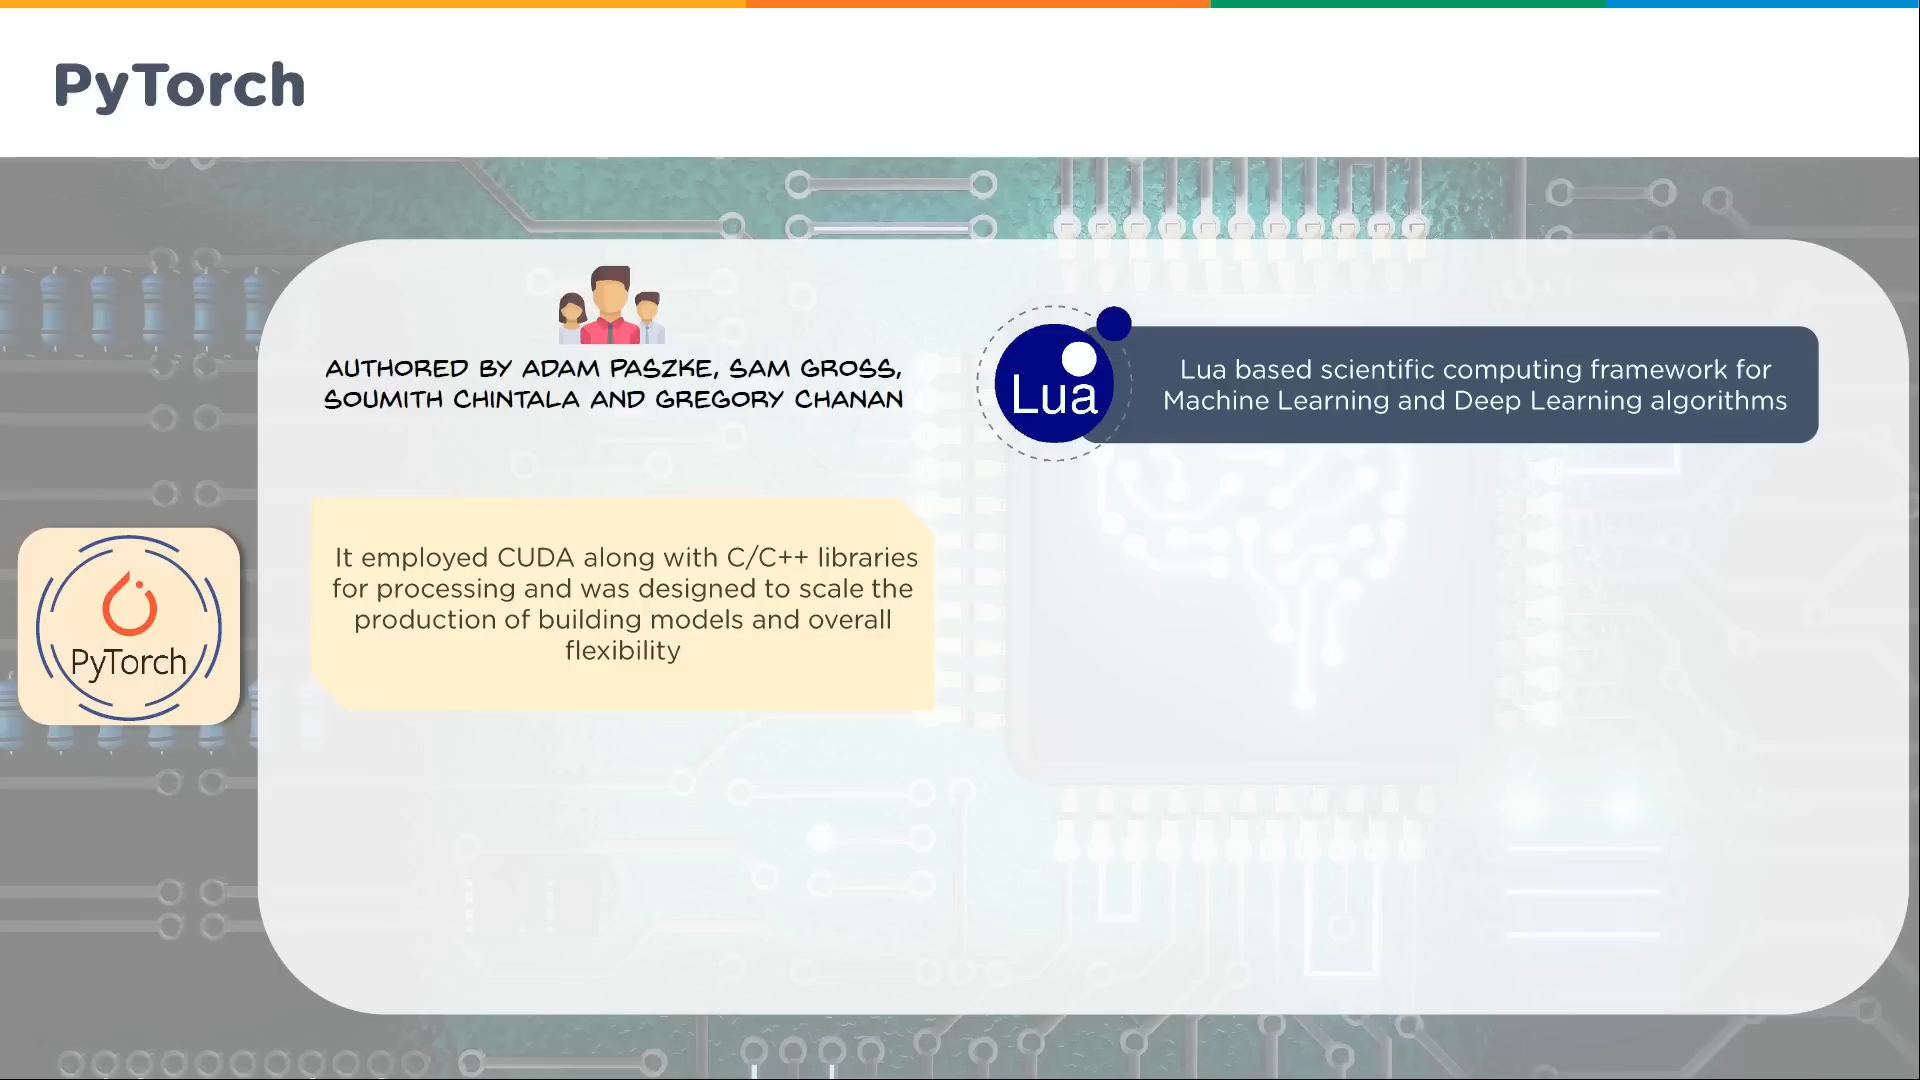 PyTorch
AUTHORED BY ADAM PASZKE, SAM GROSS,
SOUMITH CHINTALA AND GREGORY CHANAN
Lua
Lua based scientific computing framework for
Machine Learning and Deep Learning algorithms
It employed CUDA along with C/C++ libraries
for processing and was designed to scale the
production of building models and overall
flexibility
PyTorch